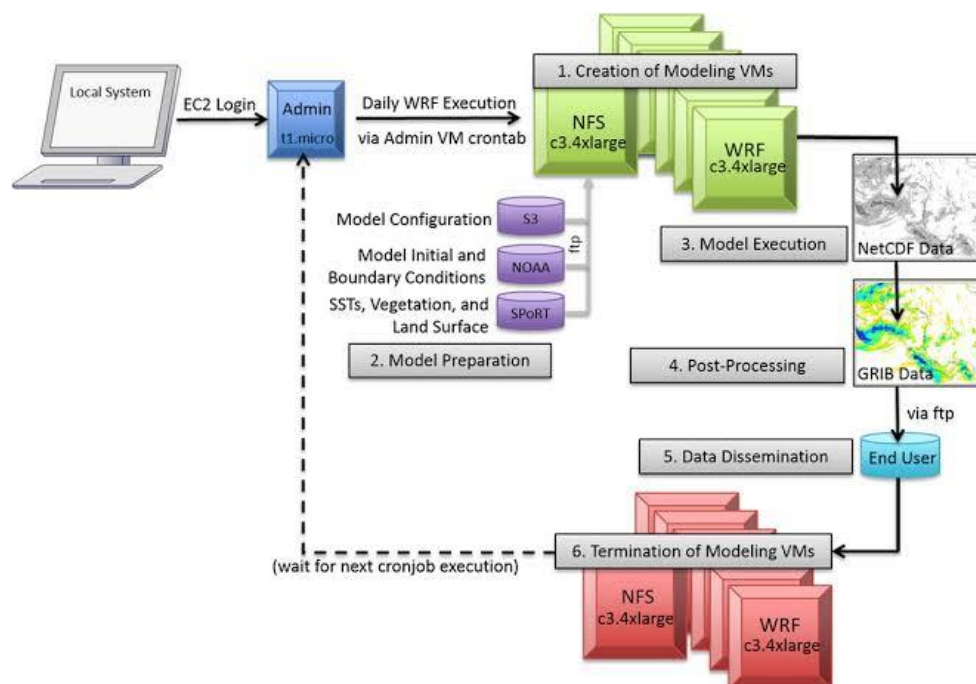 Local System
EC2 Login
Admin
t1.micro
Daily WRF Execution
via Admin VM crontab
1. Creation of Modeling VMs
NFS
c3.4xlarge
WRF
c3.4xlarge
Model Configuration
S3
Model Initial and
Boundary Conditions
NOAA
SSTs, Vegetation, and
Land Surface
SPoRT
ftp
2. Model Preparation
3. Model Execution
NetCDF Data
4. Post-Processing
GRIB Data
via ftp
5. Data Dissemination
End User
6. Termination of Modeling VMs
(wait for next cronjob execution)
NFS
c3.4xlarge
WRF
c3.4xlarge